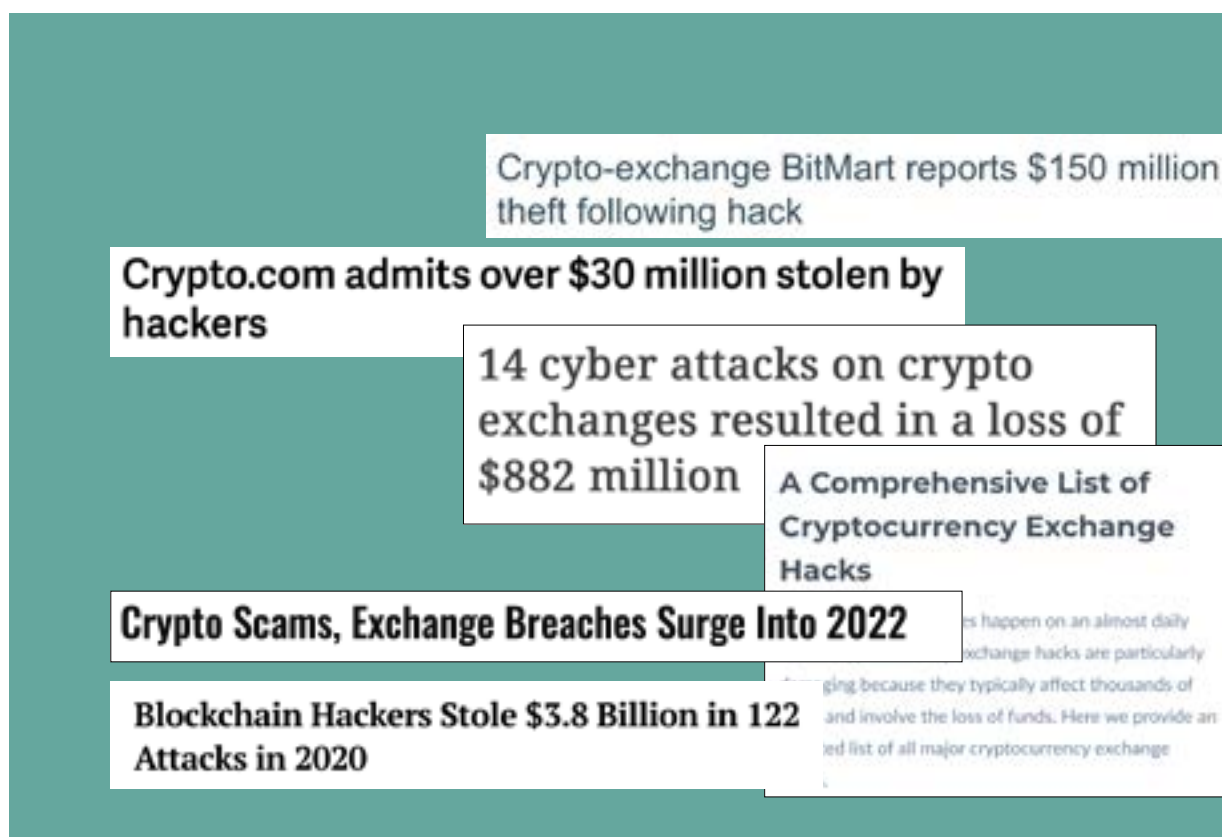 Crypto-exchange BitMart reports $150 million
theft following hack
Crypto.com admits over $30 million stolen by
hackers
14 cyber attacks on crypto
exchanges resulted in a loss of
$882 million
A Comprehensive List of
Cryptocurrency Exchange
Hacks
happen on an almost daily
hacks are particularly
because they typically affect thousands of
and involve the loss of funds. Here we provide an
list of all major cryptocurrency exchange
Crypto Scams, Exchange Breaches Surge Into 2022
Blockchain Hackers Stole $3.8 Billion in 122
Attacks in 2020